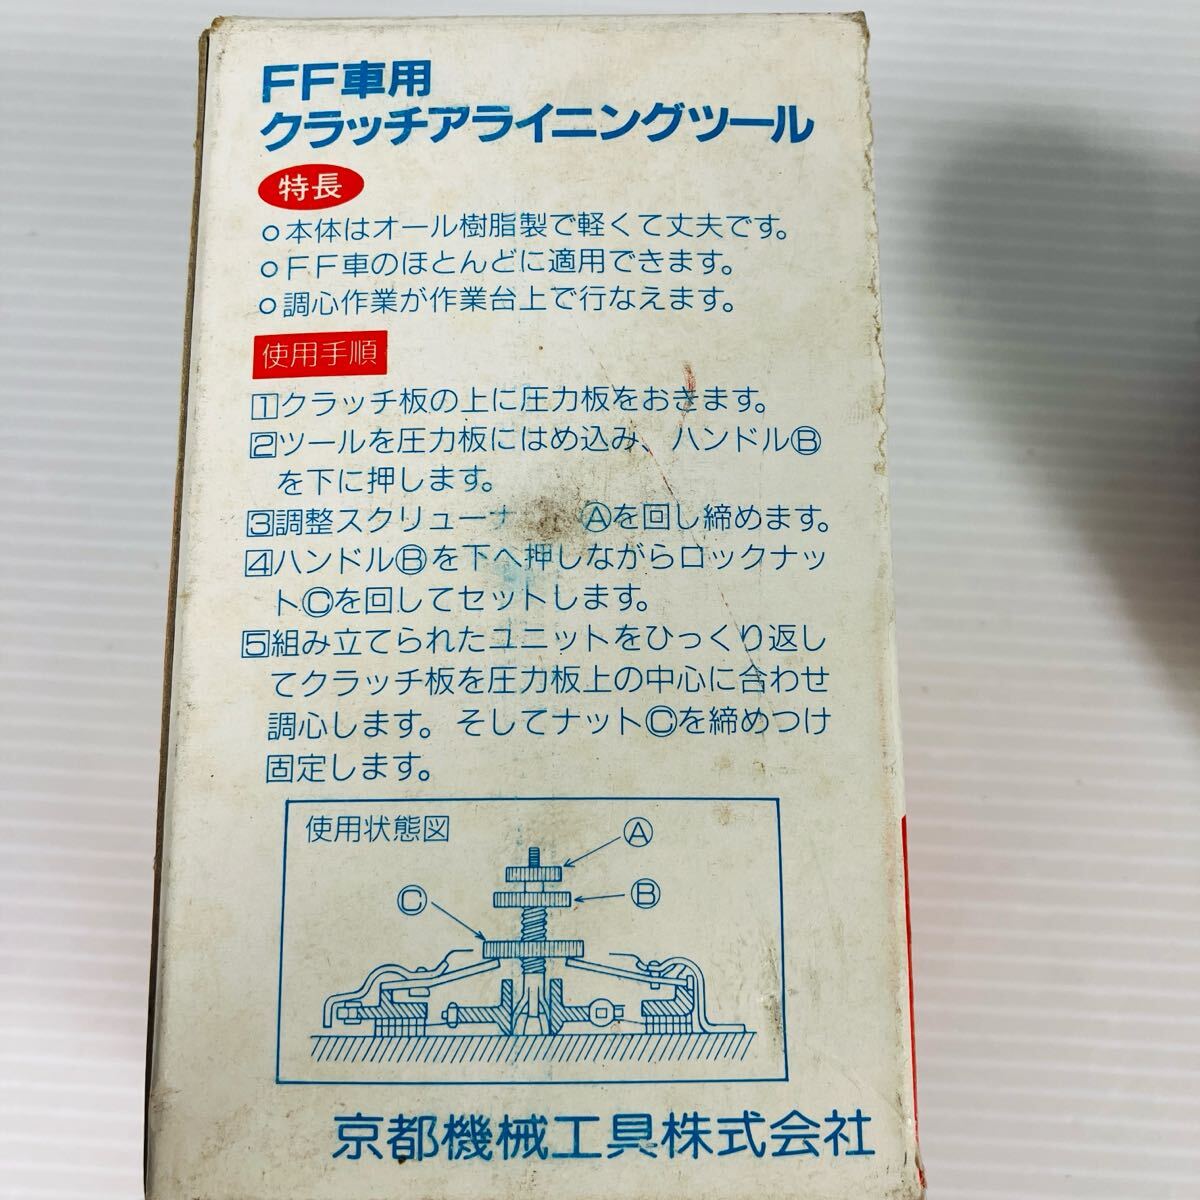 FF車用
クラッチアライニングツール
特長
○本体はオール樹脂製で軽くて丈夫です。
○FF車のほとんどに適用できます。
○調心作業が作業台上で行なえます。
使用手順
1クラッチ板の上に圧力板をおきます。
2ツールを圧力板にはめ込み、ハンドルⒷ
を下に押します。
3調整スクリューナ Ⓐを回し締めます。
4ハンドルⒷを下へ押しながらロックナッ
トⒸを回してセットします。
5組み立てられたユニットをひっくり返し
てクラッチ板を圧力板上の中心に合わせ
調心します。そしてナットⒸを締めつけ
固定します。
使用状態図
Ⓐ
Ⓑ
Ⓒ
京都機械工具株式会社